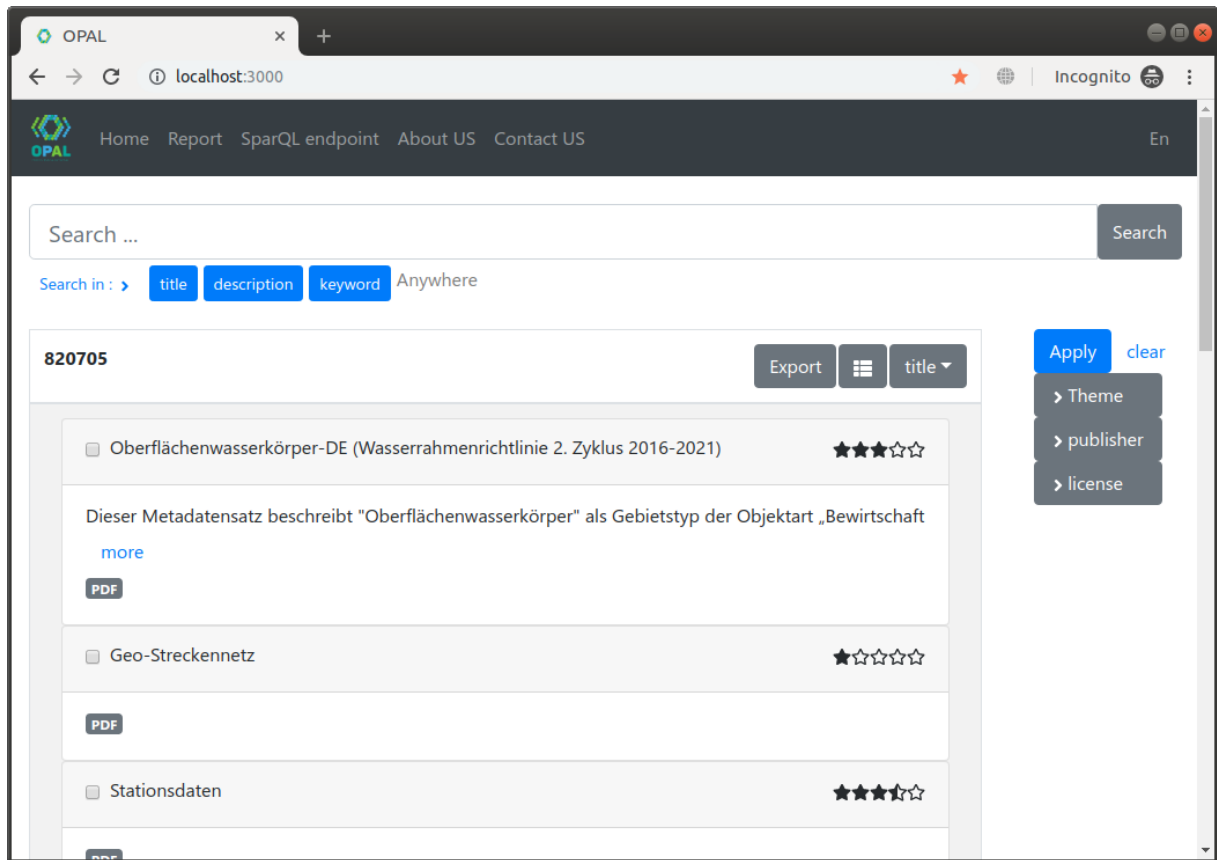 OPAL
localhost:3000
Incognito
OPAL
Home Report SparQL endpoint About US Contact US En
Search ... Search
Search in : title description keyword Anywhere
820705 Export title
Apply clear
Theme
publisher
license
Oberflächenwasserkörper-DE (Wasserrahmenrichtlinie 2. Zyklus 2016-2021)
Dieser Metadatensatz beschreibt "Oberflächenwasserkörper" als Gebietstyp der Objektart „Bewirtschaft
more
PDF
Geo-Streckennetz
PDF
Stationsdaten
PDF